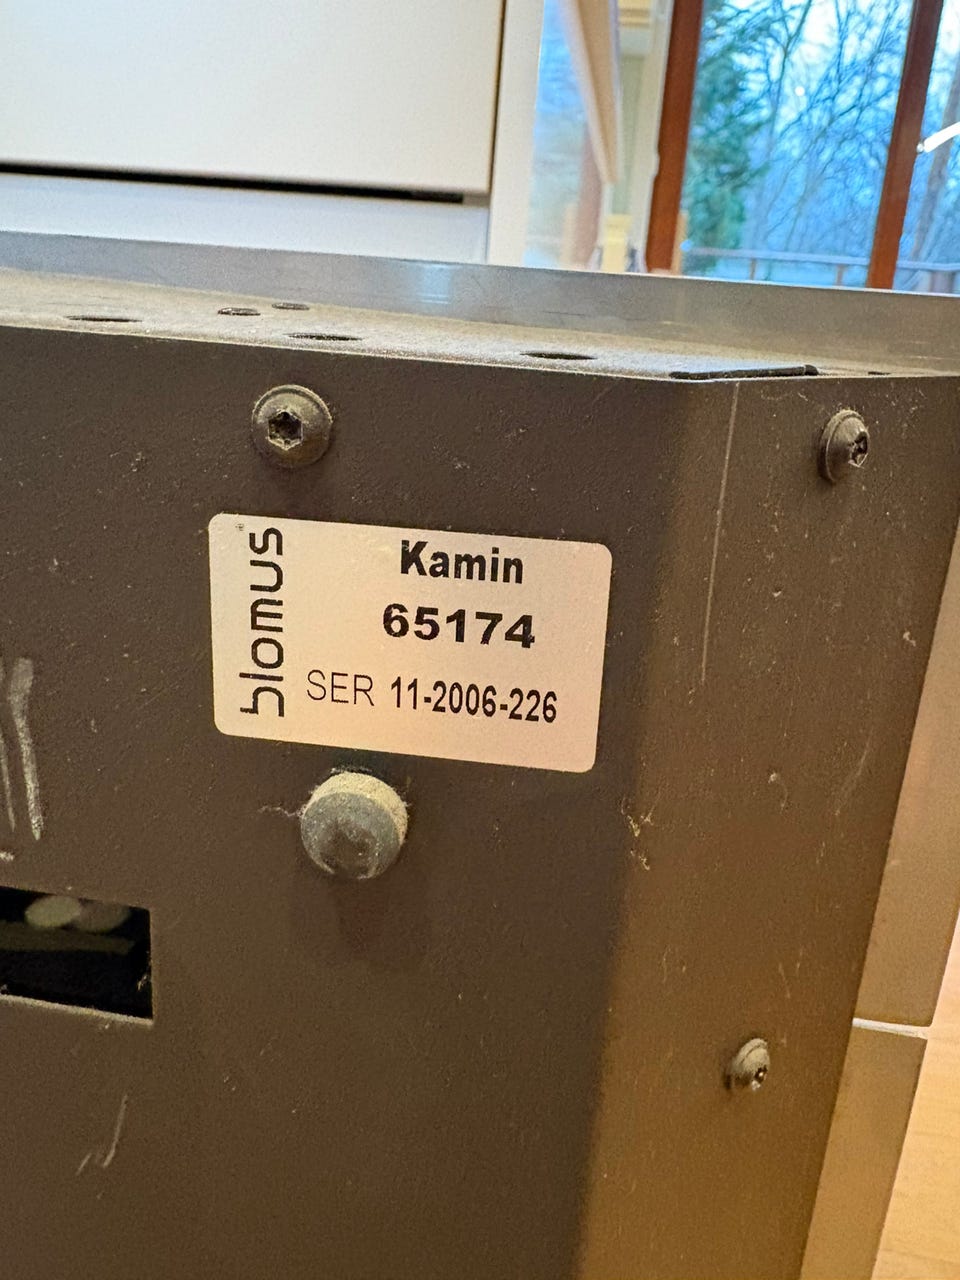 blomus®
Kamin
65174
SER 11-2006-226